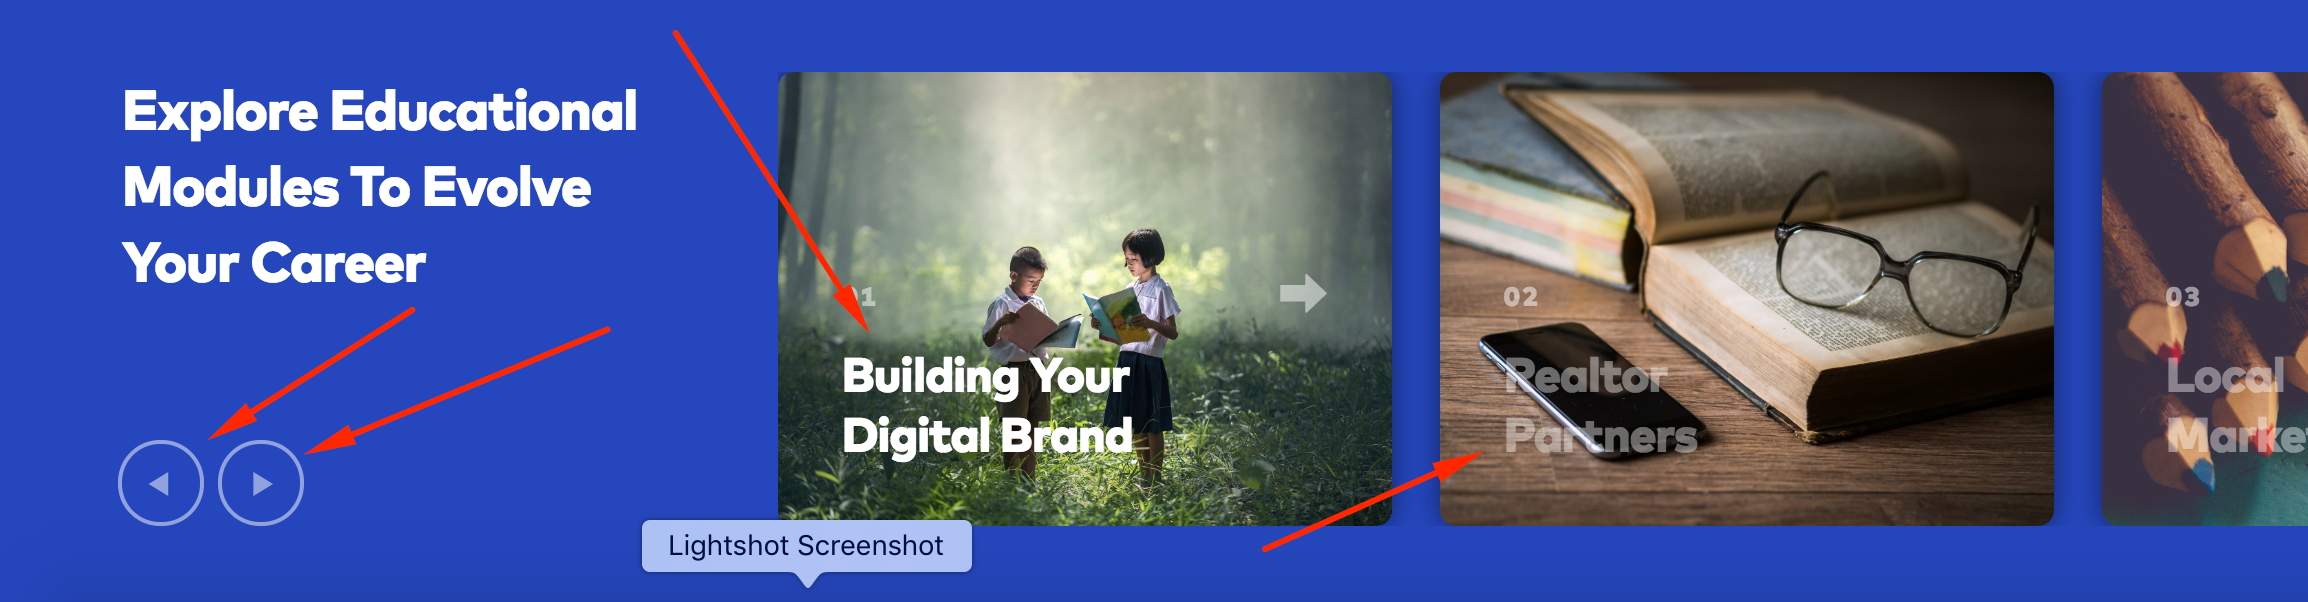 Explore Educational
Modules To Evolve
Your Career
01
Building Your
Digital Brand
02
Realtor
Partners
03
Local
Lightshot Screenshot